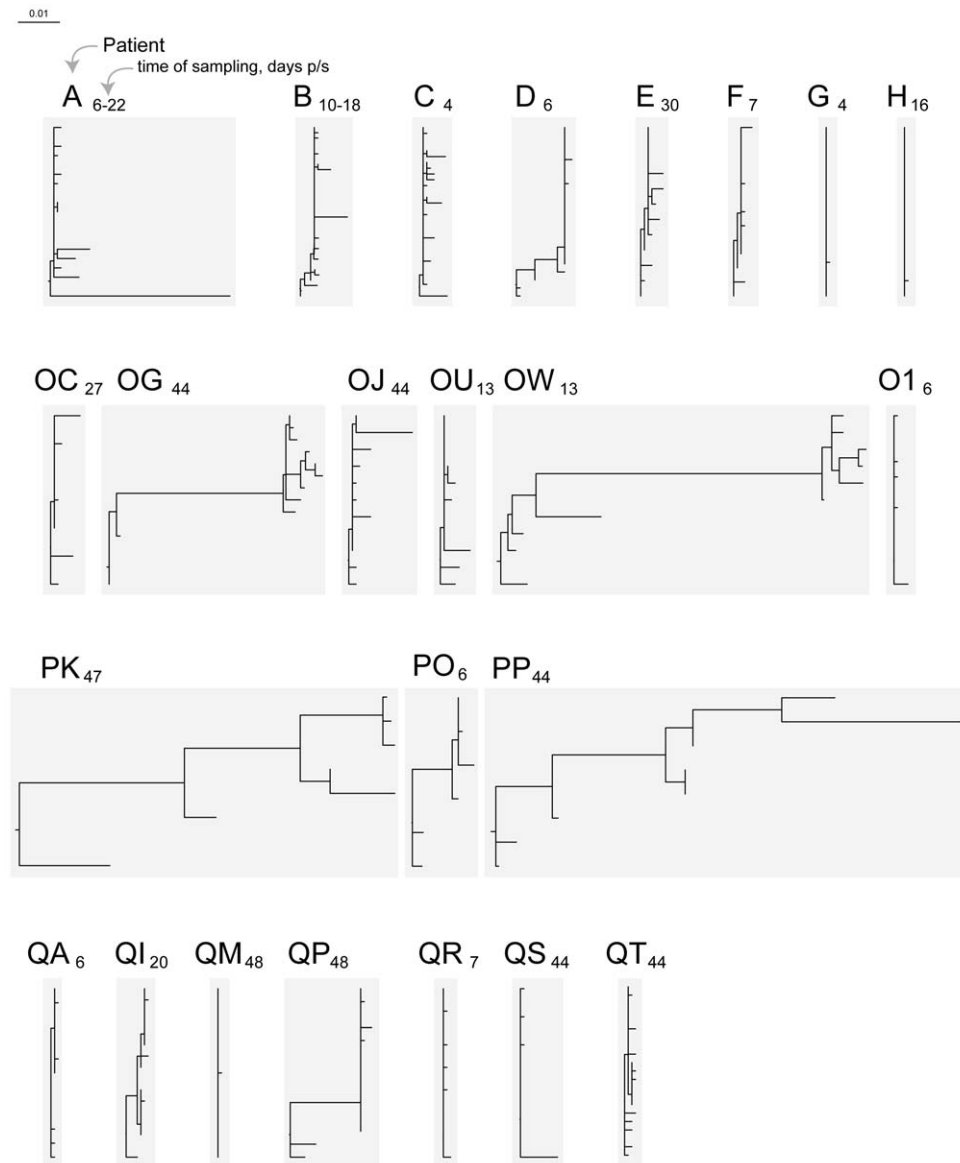 0.01
Patient
time of sampling, days p/s
A 6-22 B 10-18 C 4 D 6 E 30 F 7 G 4 H 16
OC 27 OG 44 OJ 44 OU 13 OW 13 O1 6
PK 47 PO 6 PP 44
QA 6 QI 20 QM 48 QP 48 QR 7 QS 44 QT 44